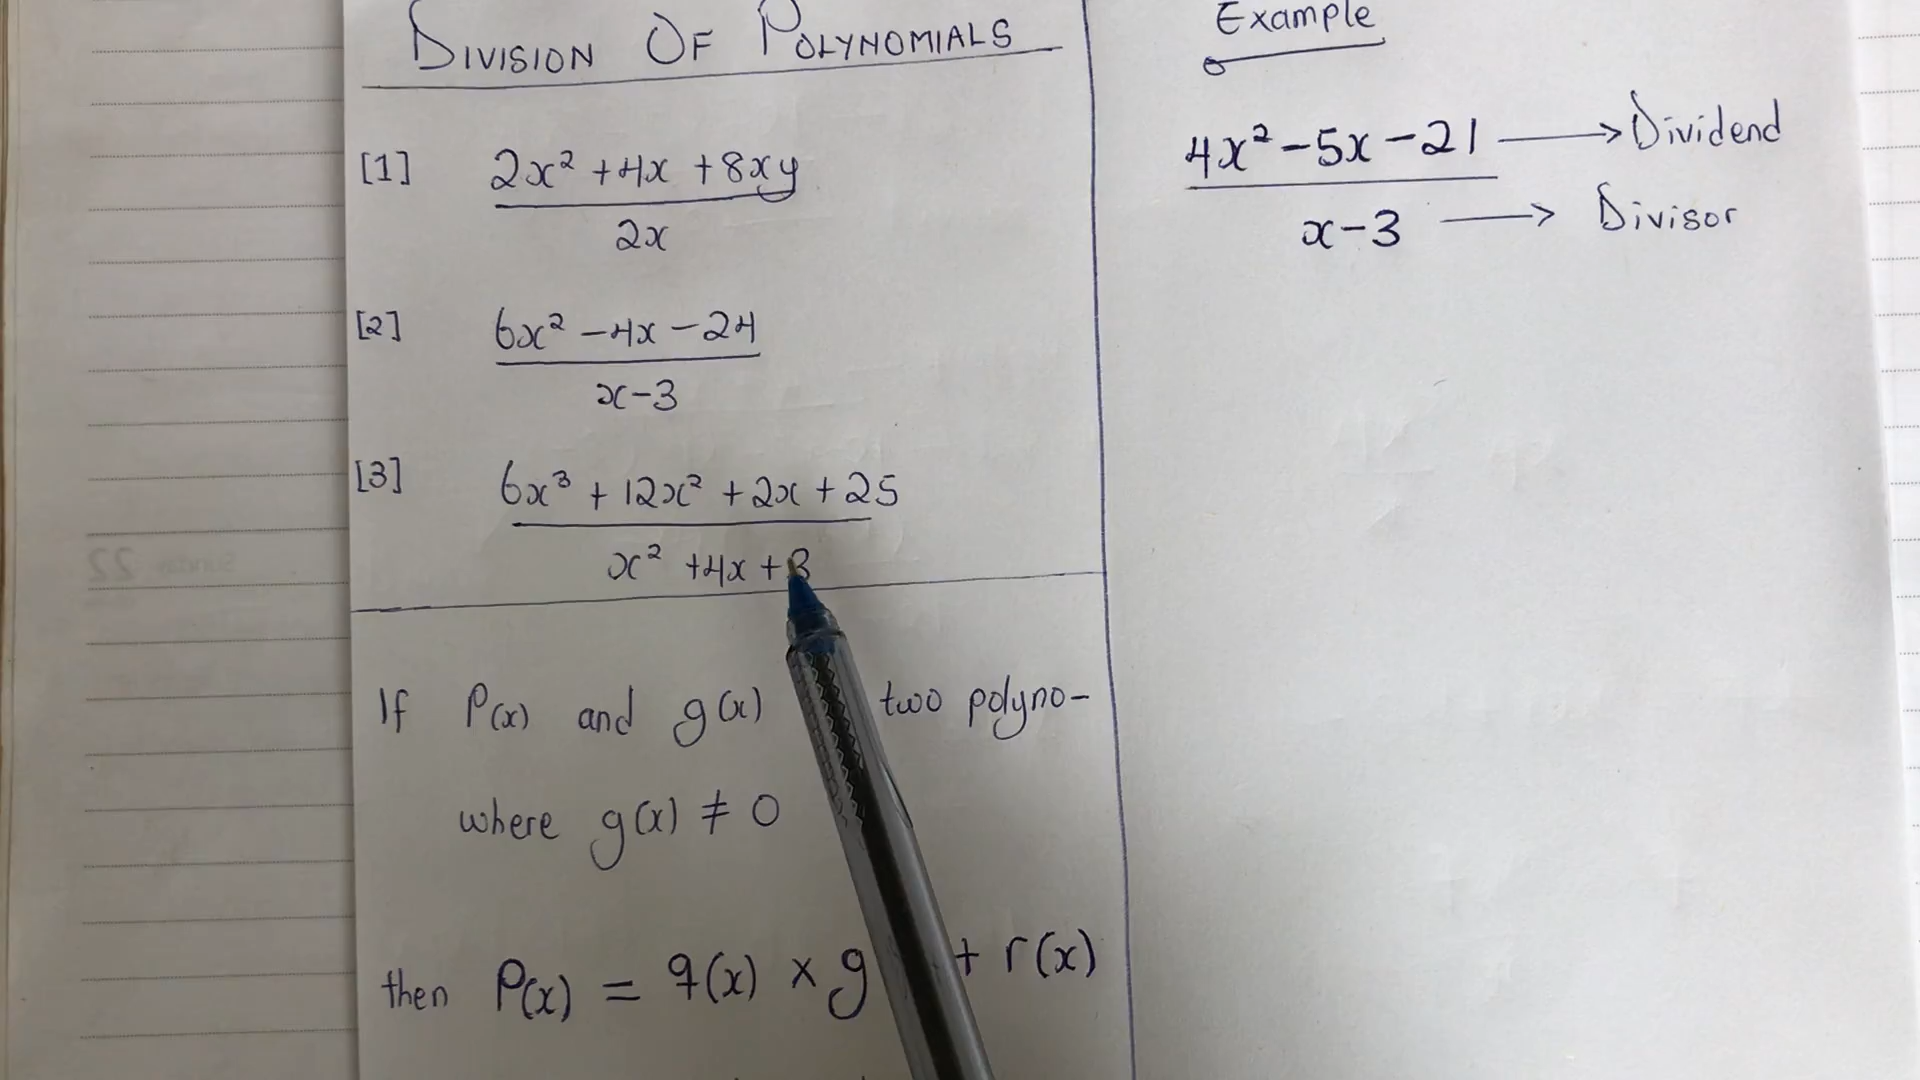 DIVISION OF POLYNOMIALS
[1] 2x² + 4x + 8xy
2x
[2] 6x² - 4x - 24
x - 3
[3] 6x³ + 12x² + 2x + 25
x² + 4x + 3
If P(x) and g(x) two polyno-
where g(x) ≠ 0
then P(x) = q(x) × g + r(x)
Example
4x² - 5x - 21 → Dividend
x - 3 → Divisor